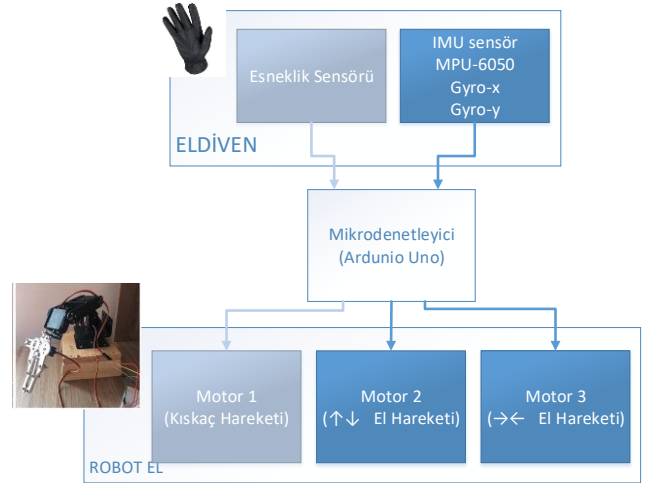 Esneklik Sensörü
IMU sensör
MPU-6050
Gyro-x
Gyro-y
ELDİVEN
Mikrodenetleyici
(Ardunio Uno)
Motor 1
(Kıskaç Hareketi)
Motor 2
(↑↓ El Hareketi)
Motor 3
(→← El Hareketi)
ROBOT EL